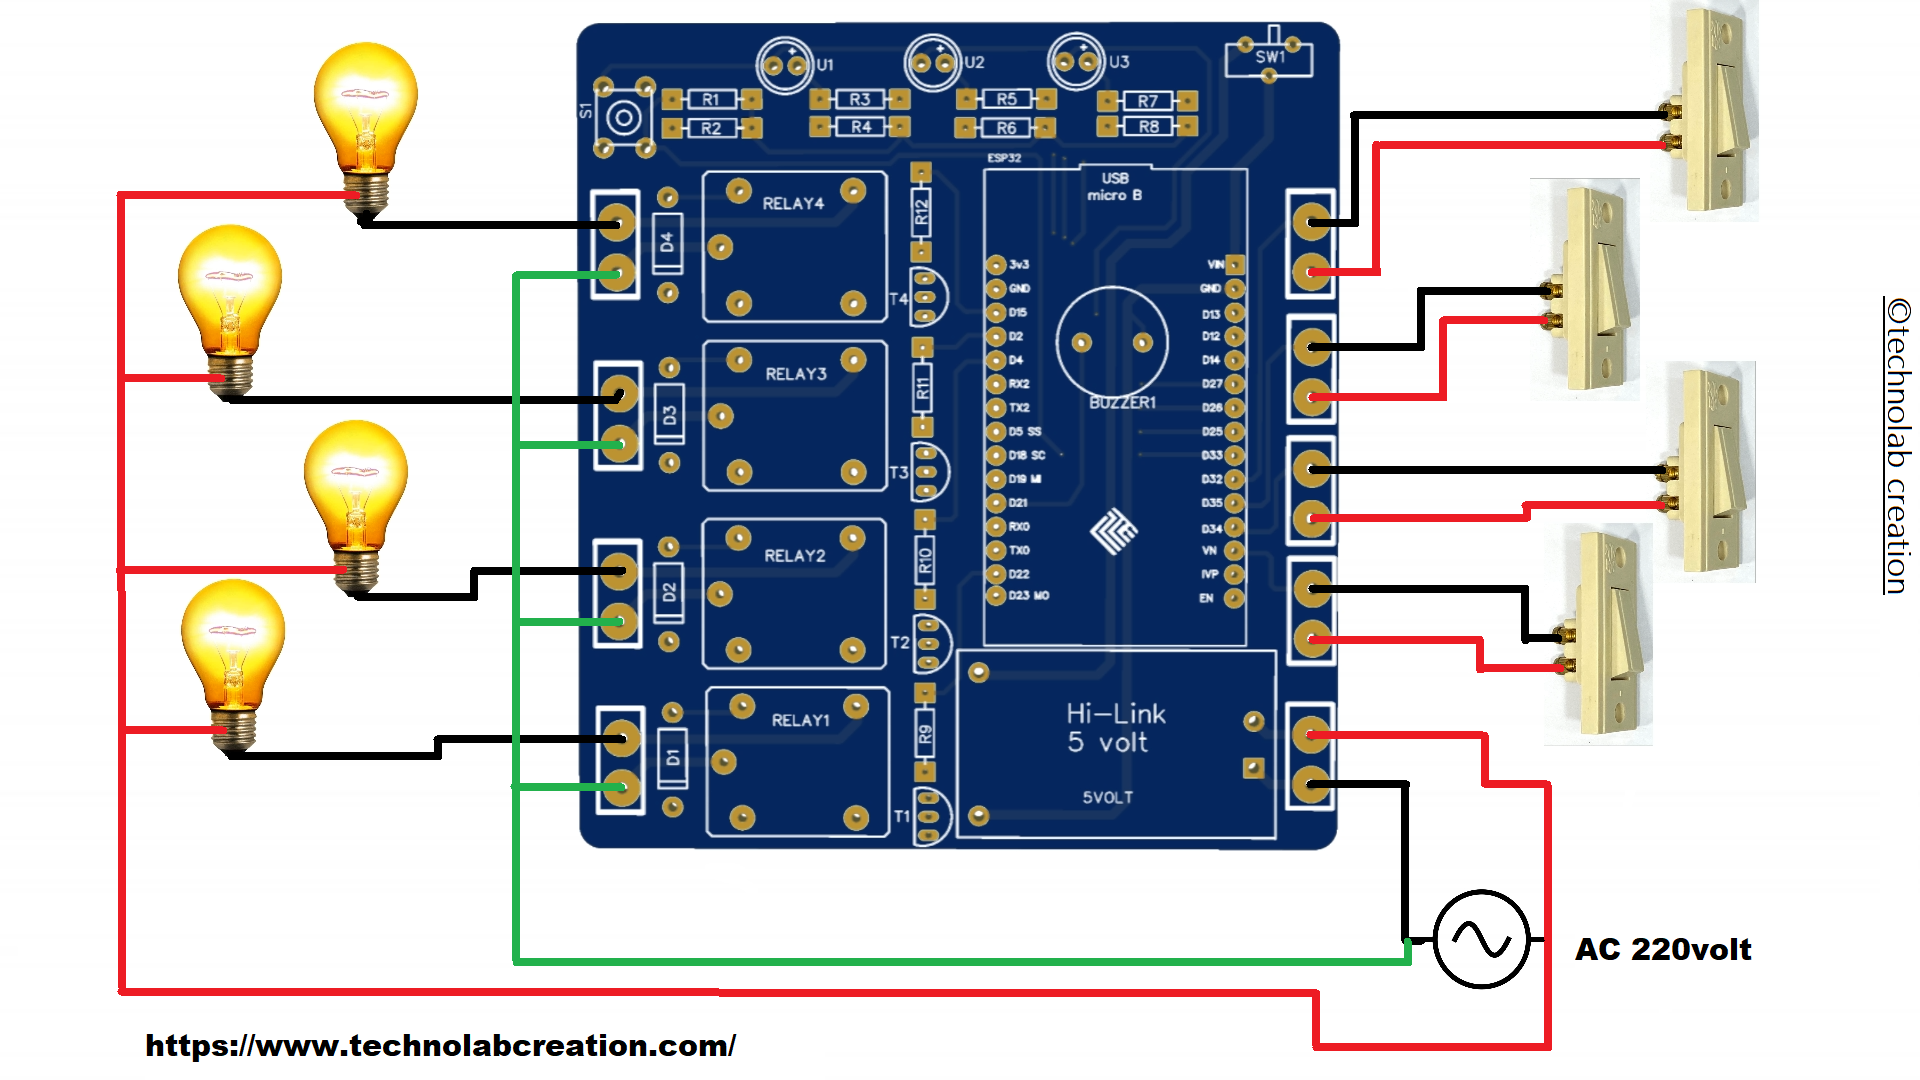 U1
U2
U3
SW1
S1
R1
R2
R3
R4
R5
R6
R7
R8
ESP32
USB
micro B
RELAY4
D4
R12
T4
RELAY3
D3
R11
T3
RELAY2
D2
R10
T2
RELAY1
D1
R9
T1
3v3
GND
D15
D2
D4
RX2
TX2
D5 SS
D18 SC
D19 MI
D21
RX0
TX0
D22
D23 MO
VIN
GND
D13
D12
D14
D27
D26
D25
D33
D32
D35
D34
VN
IVP
EN
BUZZER1
Hi-Link
5 volt
5VOLT
AC 220volt
©technolab creation
https://www.technolabcreation.com/